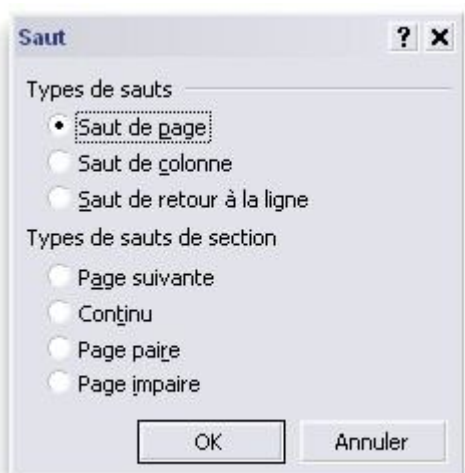 Saut
Types de sauts
Saut de page
Saut de colonne
Saut de retour à la ligne
Types de sauts de section
Page suivante
Continu
Page paire
Page impaire
OK Annuler